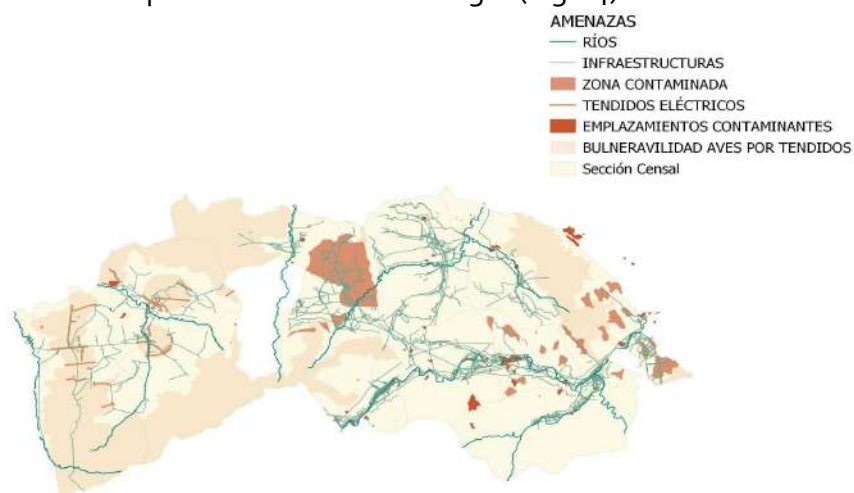 AMENAZAS
RÍOS
INFRAESTRUCTURAS
ZONA CONTAMINADA
TENDIDOS ELÉCTRICOS
EMPLAZAMIENTOS CONTAMINANTES
BULNERAVILIDAD AVES POR TENDIDOS
Sección Censal